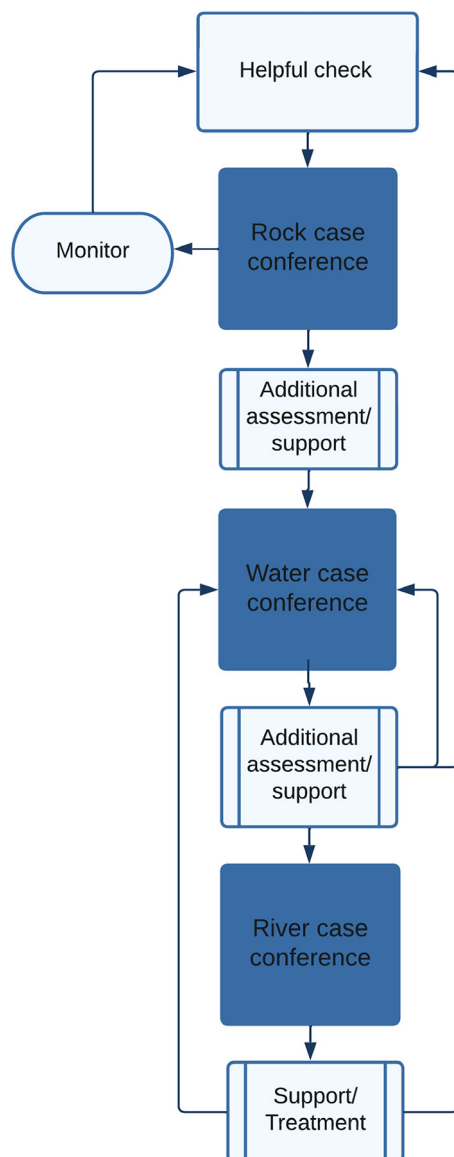 Helpful check
Monitor
Rock case
conference
Additional
assessment/
support
Water case
conference
Additional
assessment/
support
River case
conference
Support/
Treatment